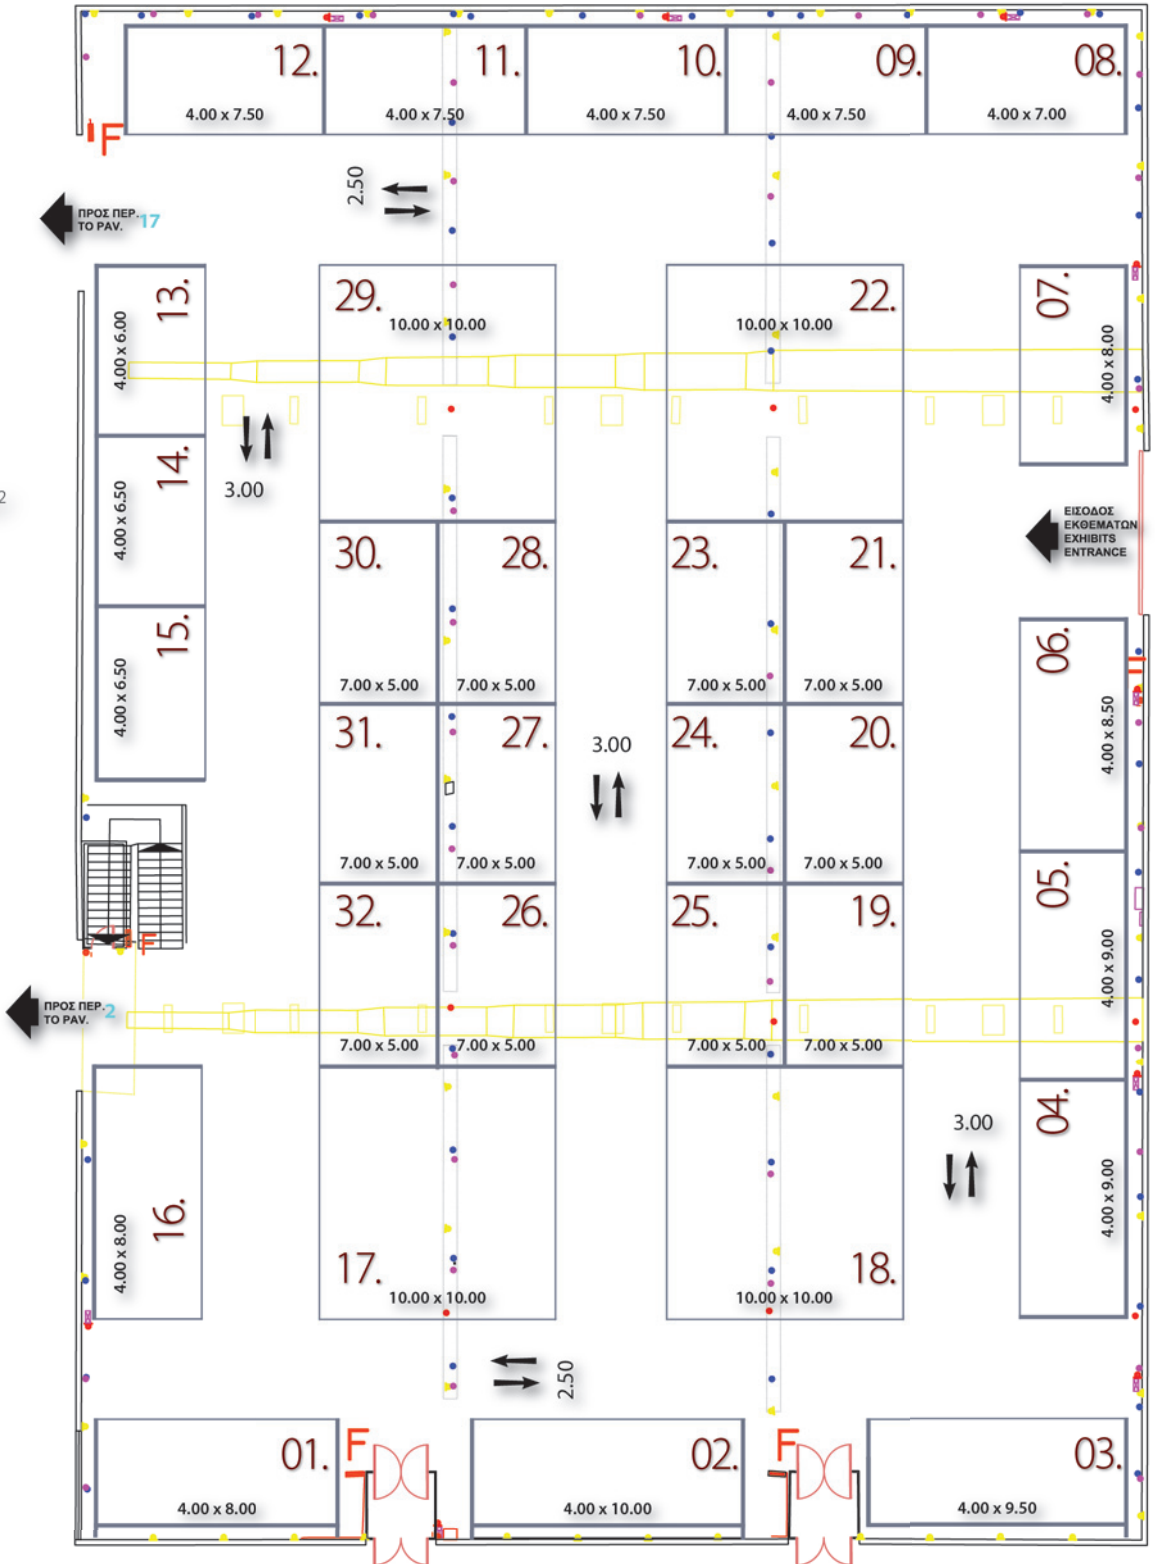 12.
11.
10.
09.
08.
4.00 x 7.50
4.00 x 7.50
4.00 x 7.50
4.00 x 7.50
4.00 x 7.00
F
2.50
ΠΡΟΣ ΠΕΡ. 17
TO PAV.
13.
4.00 x 6.00
29.
10.00 x 10.00
22.
10.00 x 10.00
07.
4.00 x 8.00
3.00
14.
4.00 x 6.50
2
ΕΙΣΟΔΟΣ
ΕΚΘΕΜΑΤΩΝ
EXHIBITS
ENTRANCE
30.
28.
23.
21.
7.00 x 5.00
7.00 x 5.00
7.00 x 5.00
7.00 x 5.00
15.
4.00 x 6.50
06.
4.00 x 8.50
31.
27.
3.00
24.
20.
7.00 x 5.00
7.00 x 5.00
7.00 x 5.00
7.00 x 5.00
32.
26.
25.
19.
05.
4.00 x 9.00
F
ΠΡΟΣ ΠΕΡ. 2
TO PAV.
7.00 x 5.00
7.00 x 5.00
7.00 x 5.00
7.00 x 5.00
04.
4.00 x 9.00
3.00
16.
4.00 x 8.00
17.
10.00 x 10.00
18.
10.00 x 10.00
2.50
01.
4.00 x 8.00
F
02.
4.00 x 10.00
F
03.
4.00 x 9.50